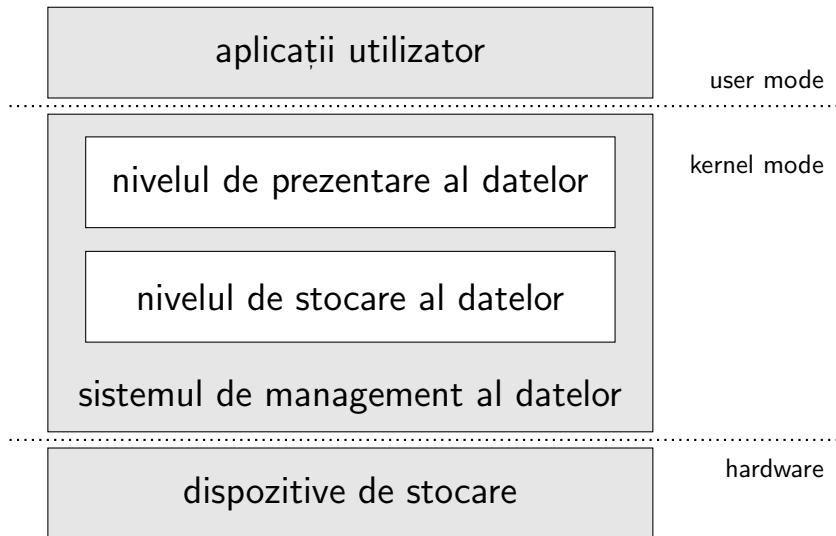 aplicații utilizator
user mode
kernel mode
nivelul de prezentare al datelor
nivelul de stocare al datelor
sistemul de management al datelor
hardware
dispozitive de stocare